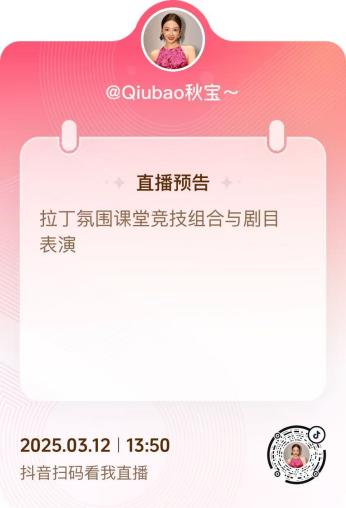 @Qiubao秋宝～
直播预告
拉丁氛围课堂竞技组合与剧目
表演
2025.03.12 | 13:50
抖音扫码看我直播